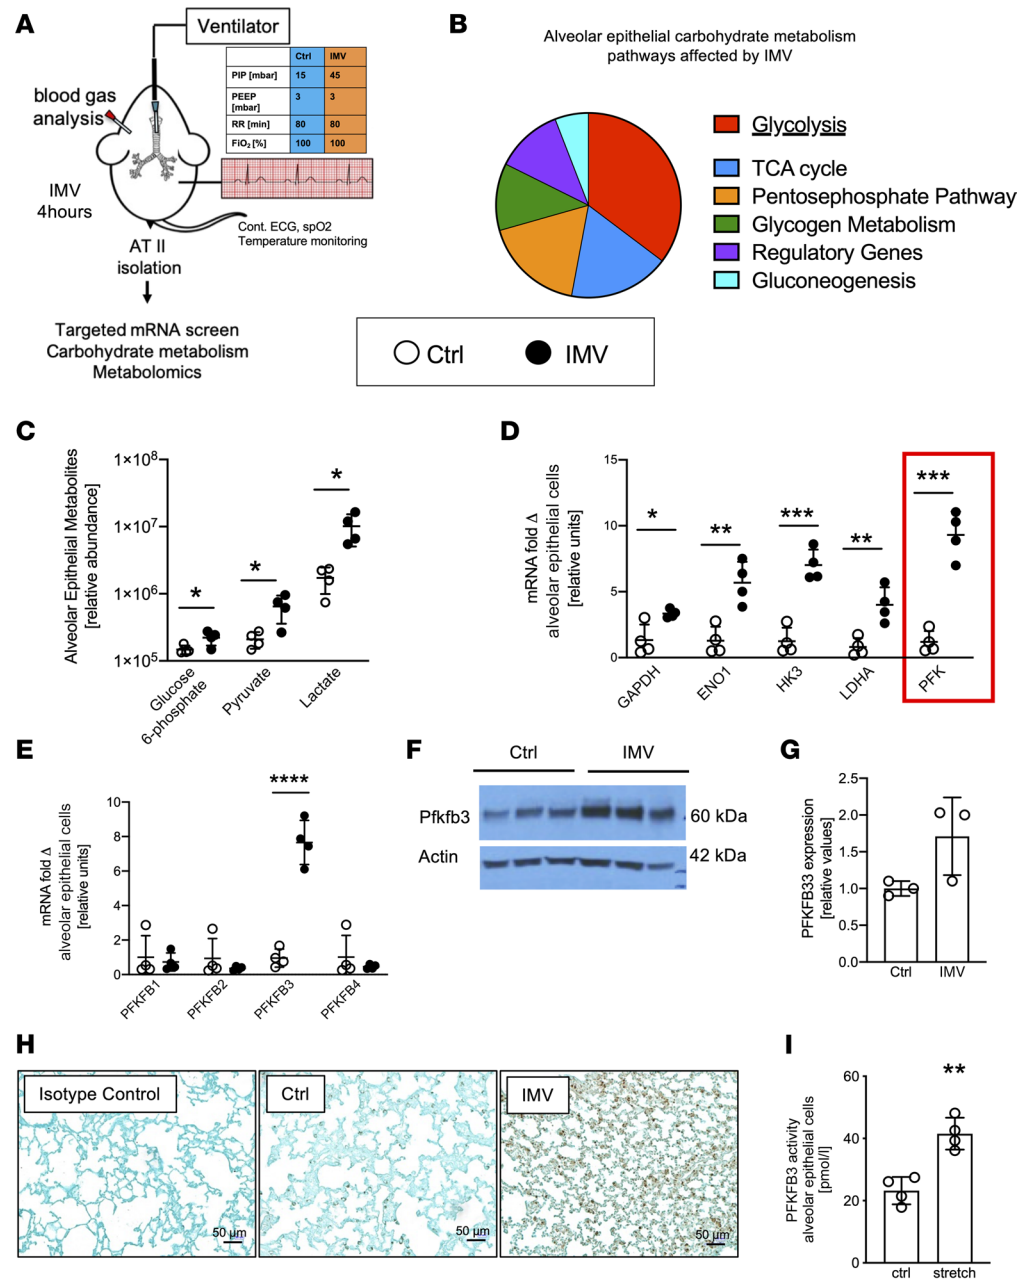 A
Ventilator
blood gas
analysis
IMV
4hours
Ctrl IMV
PIP [mbar] 15 45
PEEP
[mbar] 3 3
RR [min] 80 80
FiO2 [%] 100 100
Cont. ECG, spO2
Temperature monitoring
AT II
isolation
Targeted mRNA screen
Carbohydrate metabolism
Metabolomics
B
Alveolar epithelial carbohydrate metabolism
pathways affected by IMV
Glycolysis
TCA cycle
Pentosephosphate Pathway
Glycogen Metabolism
Regulatory Genes
Gluconeogenesis
Ctrl IMV
C
Alveolar Epithelial Metabolites
[relative abundance]
1×10^8
1×10^7
1×10^6
1×10^5
* * *
Glucose
6-phosphate
Pyruvate
Lactate
D
mRNA fold Δ
alveolar epithelial cells
[relative units]
15
10
5
0
* ** *** ** ***
GAPDH
ENO1
HK3
LDHA
PFK
E
mRNA fold Δ
alveolar epithelial cells
[relative units]
10
8
6
4
2
0
****
PFKFB1
PFKFB2
PFKFB3
PFKFB4
F
Ctrl IMV
Pfkfb3 60 kDa
Actin 42 kDa
G
PFKFB33 expression
[relative values]
2.5
2.0
1.5
1.0
0.5
0.0
Ctrl IMV
H
Isotype Control
50 µm
Ctrl
50 µm
IMV
50 µm
I
PFKFB3 activity
alveolar epithelial cells
[pmol/l]
60
40
20
0
**
ctrl stretch